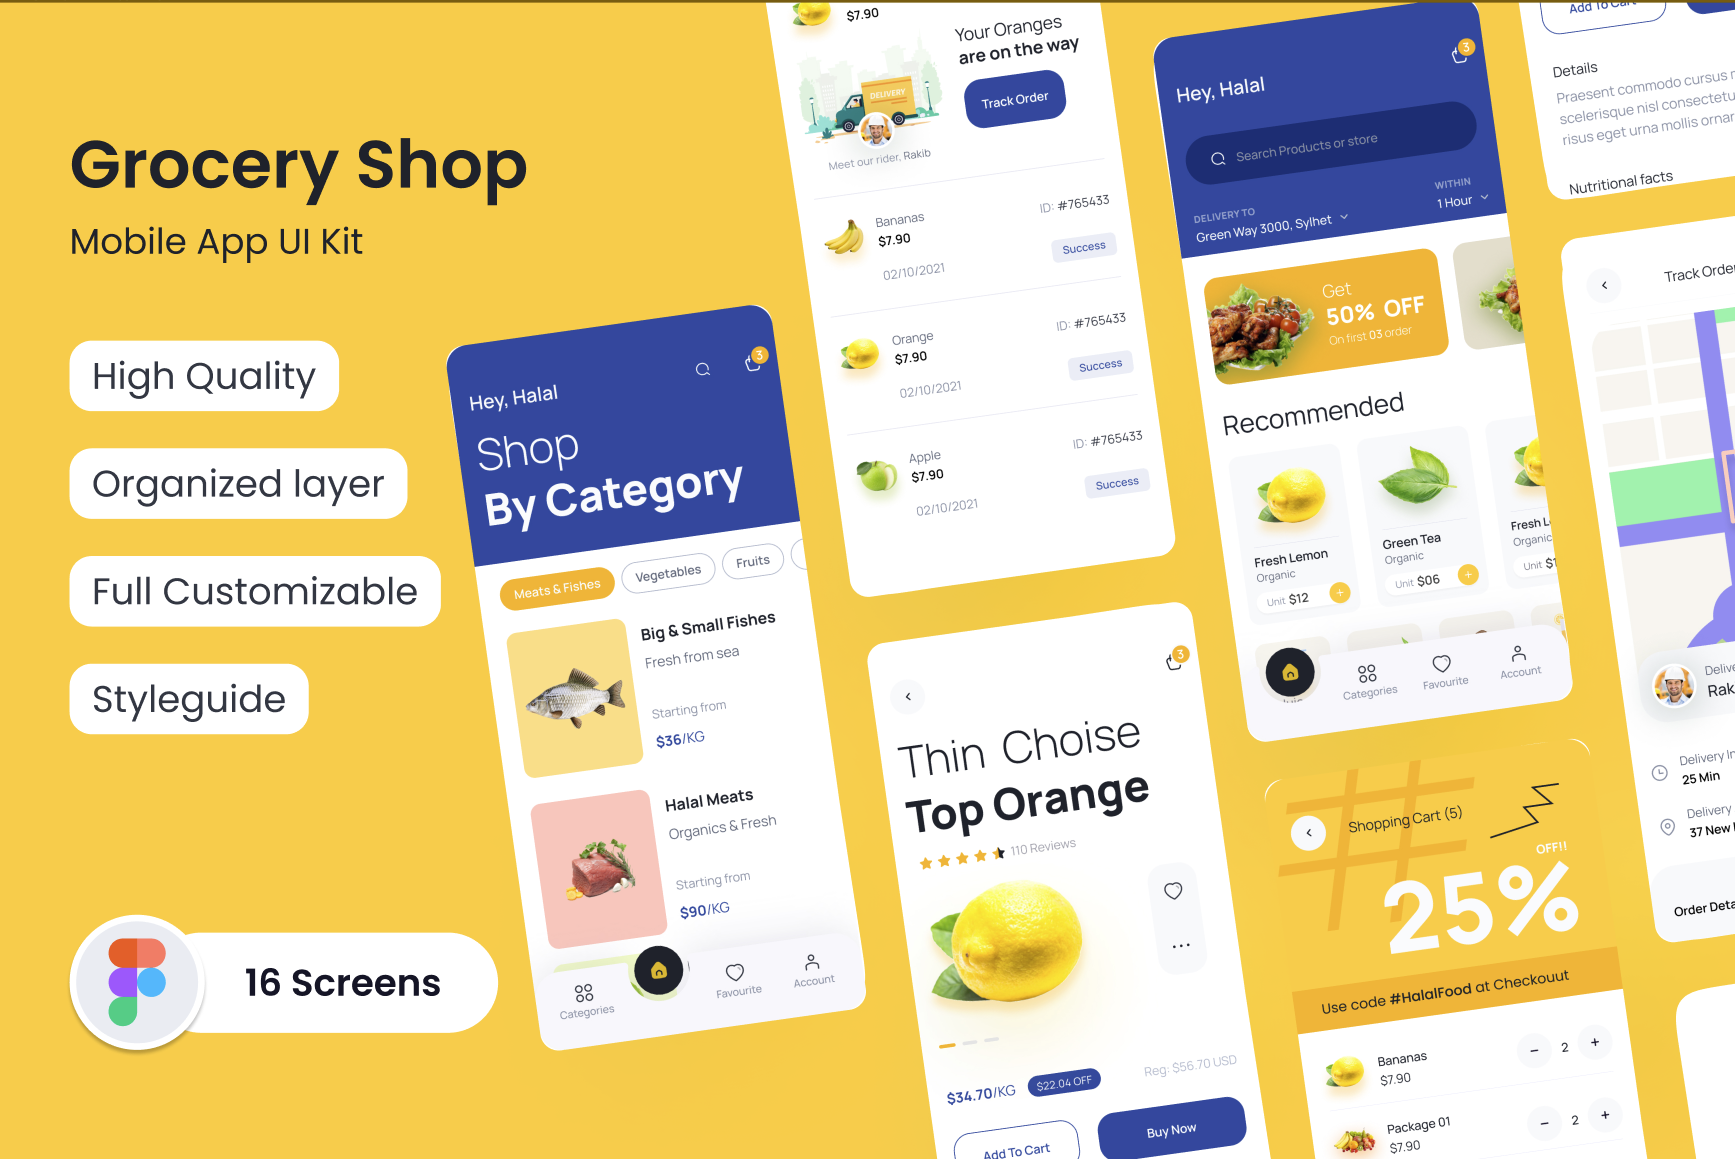 Grocery Shop
Mobile App UI Kit
High Quality
Organized layer
Full Customizable
Styleguide
16 Screens
Hey, Halal
3
Shop
By Category
Meats & Fishes
Vegetables
Fruits
Big & Small Fishes
Fresh from sea
Starting from
$36/KG
Halal Meats
Organics & Fresh
Starting from
$90/KG
Categories
Favourite
Account
$7.90
Your Oranges
are on the way
DELIVERY
Track Order
Meet our rider, Rakib
Bananas
$7.90
02/10/2021
ID: #765433
Success
Orange
$7.90
02/10/2021
ID: #765433
Success
Apple
$7.90
02/10/2021
ID: #765433
Success
3
Thin Choise
Top Orange
110 Reviews
$34.70/KG
$22.04 OFF
Reg: $56.70 USD
Add To Cart
Buy Now
3
Hey, Halal
Search Products or store
DELIVERY TO
Green Way 3000, Sylhet
WITHIN
1 Hour
Get
50% OFF
On first 03 order
Recommended
Fresh Lemon
Organic
Unit $12
+
Green Tea
Organic
Unit $06
+
Fresh L
Organic
Unit $1
Categories
Favourite
Account
Shopping Cart (5)
OFF!!
25%
Use code #HalalFood at Checkouut
Bananas
$7.90
− 2 +
Package 01
$7.90
− 2 +
Add To Cart
Details
Praesent commodo cursus
scelerisque nisl consectetu
risus eget urna mollis ornar
Nutritional facts
Track Order
Delive
Rak
Delivery In
25 Min
Delivery
37 New
Order Deta